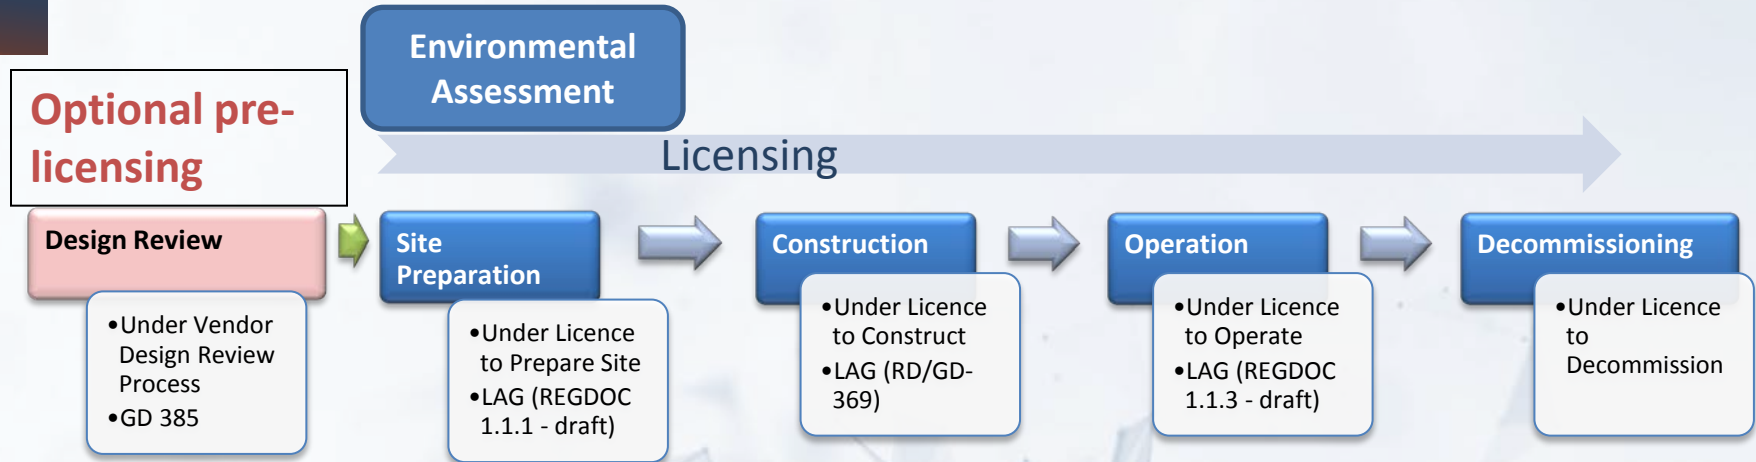 Environmental
Assessment
Optional pre-
licensing
Licensing
Design Review
•Under Vendor
Design Review
Process
•GD 385
Site
Preparation
•Under Licence
to Prepare Site
•LAG (REGDOC
1.1.1 - draft)
Construction
•Under Licence
to Construct
•LAG (RD/GD-
369)
Operation
•Under Licence
to Operate
•LAG (REGDOC
1.1.3 - draft)
Decommissioning
•Under Licence
to
Decommission